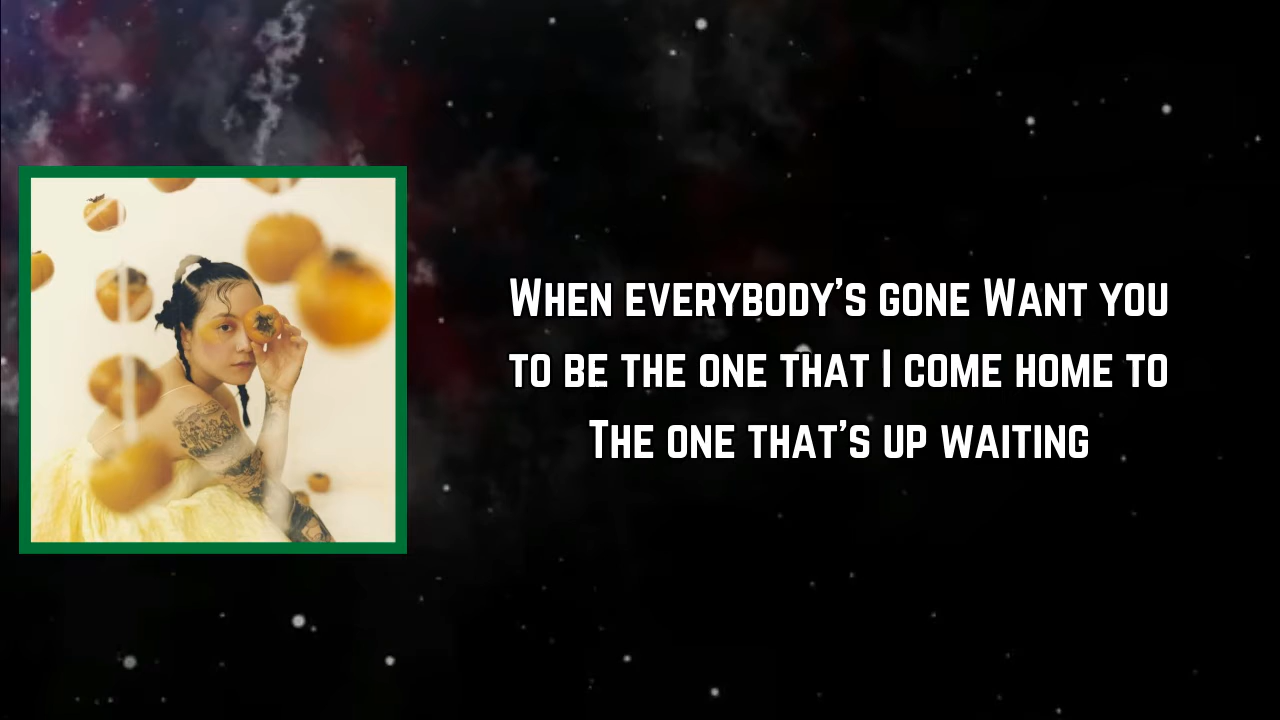 When everybody's gone Want you
to be the one that I come home to
The one that's up waiting